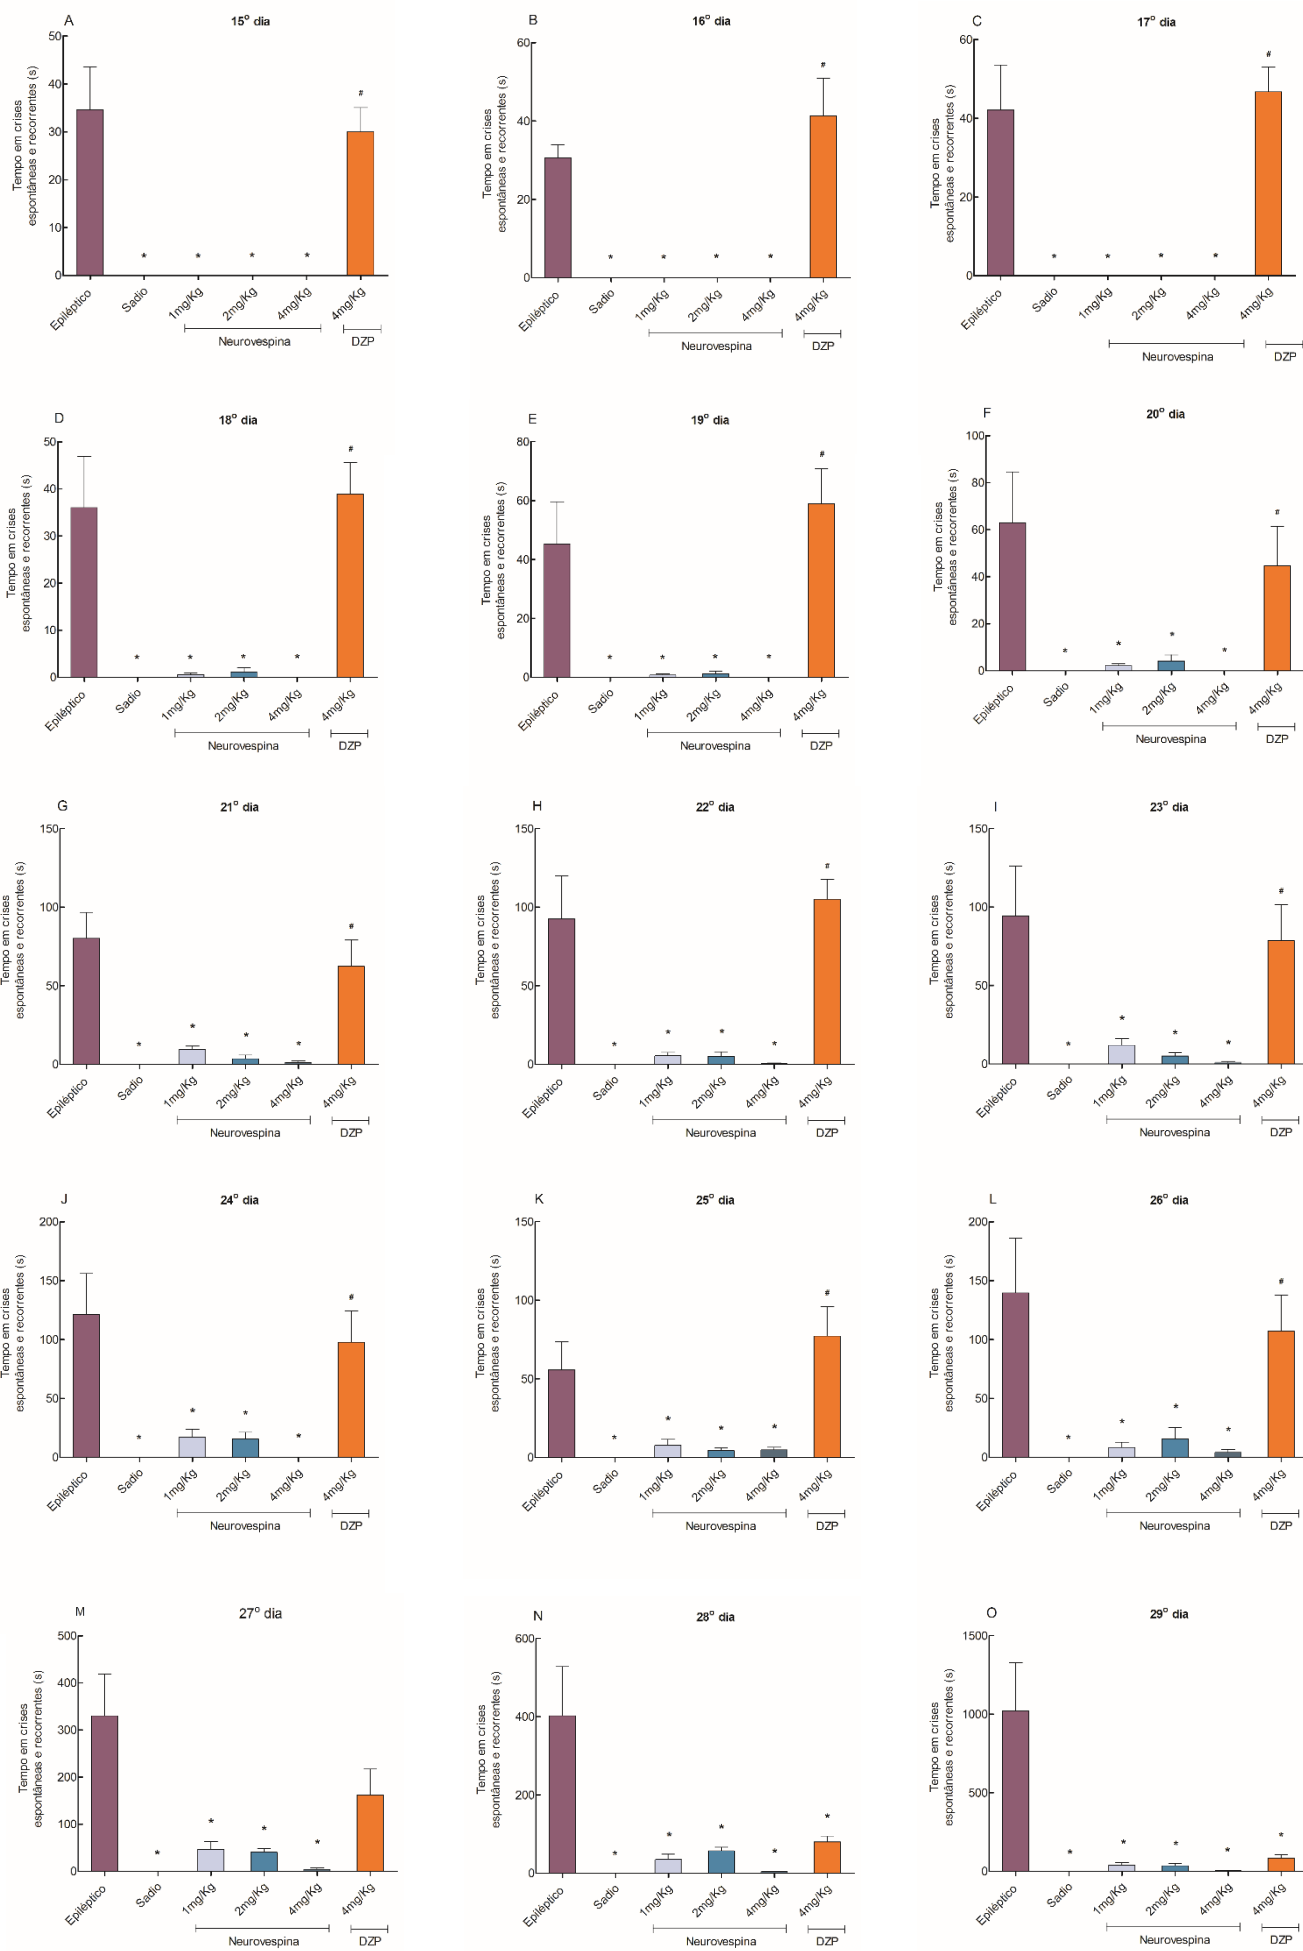 A
15º dia
Tempo em crises
espontâneas e recorrentes (s)
50
40
30
20
10
0
#
* * * *
Epiléptico Sadio 1mg/Kg 2mg/Kg 4mg/Kg 4mg/Kg
Neurovespina DZP
B
16º dia
Tempo em crises
espontâneas e recorrentes (s)
60
40
20
0
#
* * * *
Epiléptico Sadio 1mg/Kg 2mg/Kg 4mg/Kg 4mg/Kg
Neurovespina DZP
C
17º dia
Tempo em crises
espontâneas e recorrentes (s)
60
40
20
0
#
* * * *
Epiléptico Sadio 1mg/Kg 2mg/Kg 4mg/Kg 4mg/Kg
Neurovespina DZP
D
18º dia
Tempo em crises
espontâneas e recorrentes (s)
50
40
30
20
10
0
#
* * * *
Epiléptico Sadio 1mg/Kg 2mg/Kg 4mg/Kg 4mg/Kg
Neurovespina DZP
E
19º dia
Tempo em crises
espontâneas e recorrentes (s)
80
60
40
20
0
#
* * * *
Epiléptico Sadio 1mg/Kg 2mg/Kg 4mg/Kg 4mg/Kg
Neurovespina DZP
F
20º dia
Tempo em crises
espontâneas e recorrentes (s)
100
80
60
40
20
0
#
* * * *
Epiléptico Sadio 1mg/Kg 2mg/Kg 4mg/Kg 4mg/Kg
Neurovespina DZP
G
21º dia
Tempo em crises
espontâneas e recorrentes (s)
150
100
50
0
#
* * * *
Epiléptico Sadio 1mg/Kg 2mg/Kg 4mg/Kg 4mg/Kg
Neurovespina DZP
H
22º dia
Tempo em crises
espontâneas e recorrentes (s)
150
100
50
0
#
* * * *
Epiléptico Sadio 1mg/Kg 2mg/Kg 4mg/Kg 4mg/Kg
Neurovespina DZP
I
23º dia
Tempo em crises
espontâneas e recorrentes (s)
150
100
50
0
#
* * * *
Epiléptico Sadio 1mg/Kg 2mg/Kg 4mg/Kg 4mg/Kg
Neurovespina DZP
J
24º dia
Tempo em crises
espontâneas e recorrentes (s)
200
150
100
50
0
#
* * * *
Epiléptico Sadio 1mg/Kg 2mg/Kg 4mg/Kg 4mg/Kg
Neurovespina DZP
K
25º dia
Tempo em crises
espontâneas e recorrentes (s)
150
100
50
0
#
* * * *
Epiléptico Sadio 1mg/Kg 2mg/Kg 4mg/Kg 4mg/Kg
Neurovespina DZP
L
26º dia
Tempo em crises
espontâneas e recorrentes (s)
200
150
100
50
0
#
* * * *
Epiléptico Sadio 1mg/Kg 2mg/Kg 4mg/Kg 4mg/Kg
Neurovespina DZP
M
27º dia
Tempo em crises
espontâneas e recorrentes (s)
500
400
300
200
100
0
* * * *
Epiléptico Sadio 1mg/Kg 2mg/Kg 4mg/Kg 4mg/Kg
Neurovespina DZP
N
28º dia
Tempo em crises
espontâneas e recorrentes (s)
600
400
200
0
* * * * *
Epiléptico Sadio 1mg/Kg 2mg/Kg 4mg/Kg 4mg/Kg
Neurovespina DZP
O
29º dia
Tempo em crises
espontâneas e recorrentes (s)
1500
1000
500
0
* * * * *
Epiléptico Sadio 1mg/Kg 2mg/Kg 4mg/Kg 4mg/Kg
Neurovespina DZP